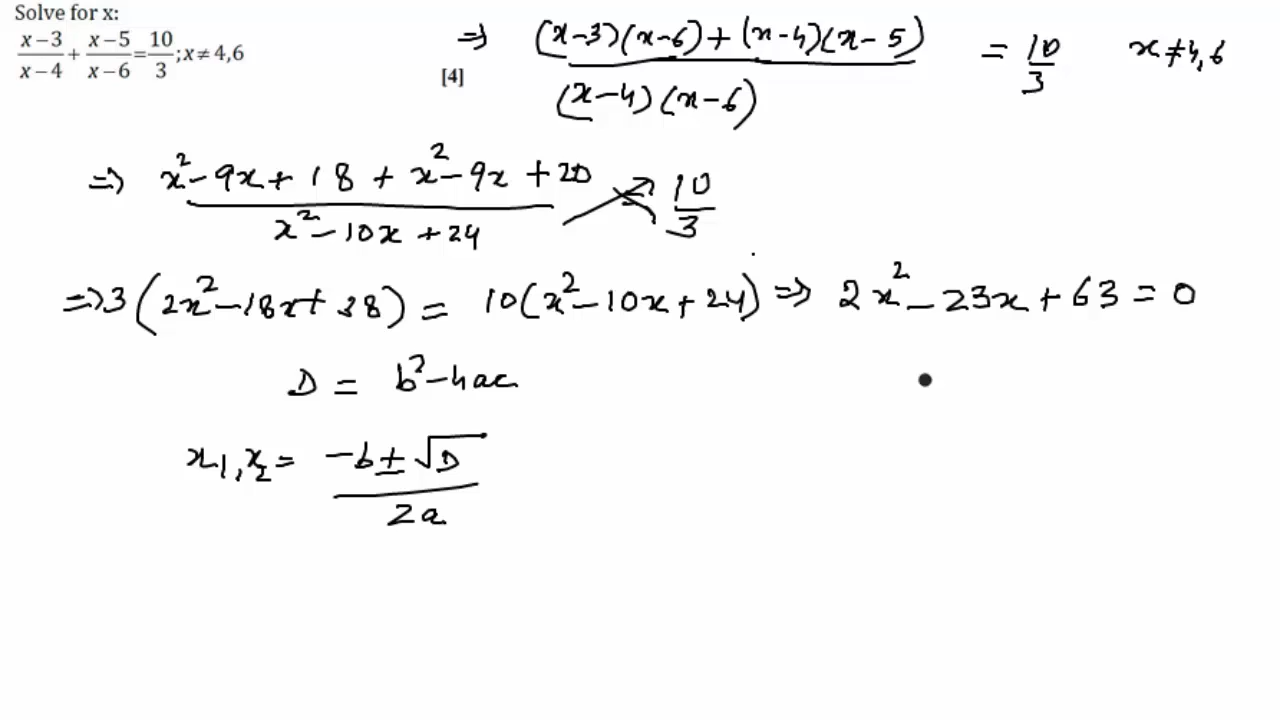 Solve for x:
x−3/x−4 + x−5/x−6 = 10/3 ; x ≠ 4,6
[4]
⇒ (x−3)(x−6)+(x−4)(x−5) / (x−4)(x−6) = 10/3 x≠4,6
⇒ x²−9x+18+x²−9x+20 / x²−10x+24 = 10/3
⇒ 3(2x²−18x+38) = 10(x²−10x+24) ⇒ 2x²−23x+63=0
D = b²−4ac
x₁,x₂ = −b±√D / 2a